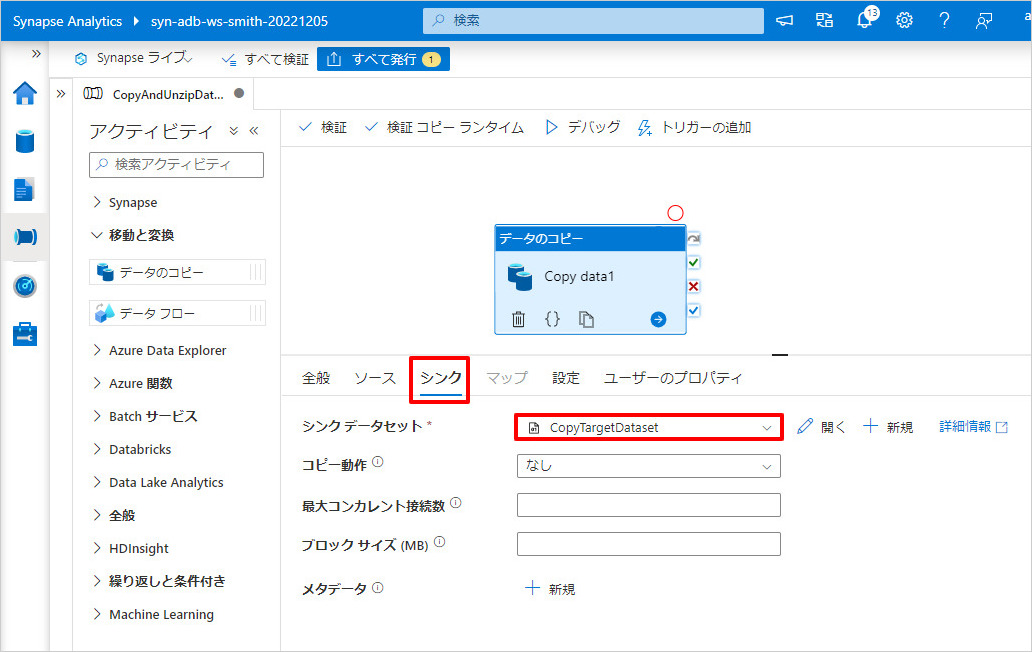 Synapse Analytics syn-adb-ws-smith-20221205 検索 13
Synapse ライブ すべて検証 すべて発行 1
CopyAndUnzipDat...
アクティビティ
検索アクティビティ
Synapse
移動と変換
データのコピー
データ フロー
Azure Data Explorer
Azure 関数
Batch サービス
Databricks
Data Lake Analytics
全般
HDInsight
繰り返しと条件付き
Machine Learning
検証 検証 コピー ランタイム デバッグ トリガーの追加
データのコピー
Copy data1
全般 ソース シンク マップ 設定 ユーザーのプロパティ
シンク データセット * CopyTargetDataset 開く 新規 詳細情報
コピー動作 なし
最大コンカレント接続数
ブロック サイズ (MB)
メタデータ 新規